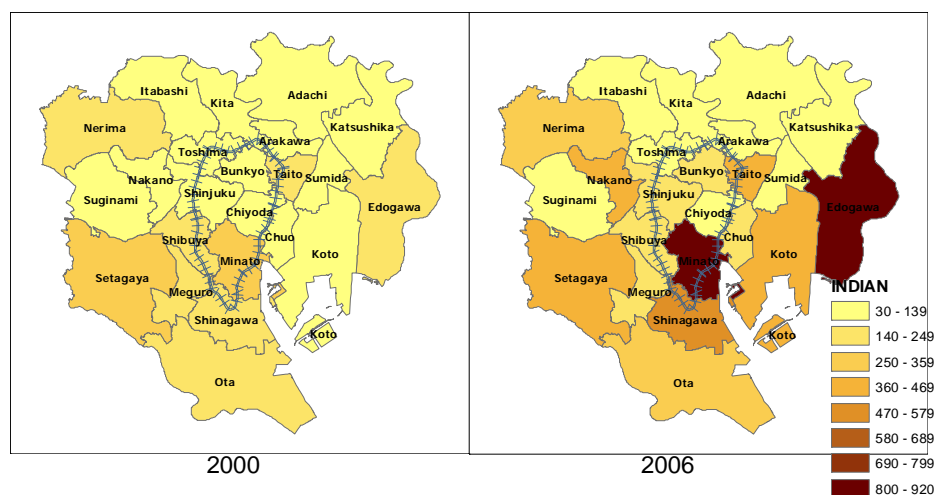 Itabashi
Kita
Adachi
Nerima
Katsushika
Arakawa
Toshima
Bunkyo
Taito
Sumida
Nakano
Shinjuku
Suginami
Edogawa
Chiyoda
Shibuya
Chuo
Koto
Minato
Setagaya
Meguro
Shinagawa
Koto
Ota
2000
Itabashi
Kita
Adachi
Nerima
Katsushika
Arakawa
Toshima
Bunkyo
Taito
Sumida
Nakano
Shinjuku
Suginami
Edogawa
Chiyoda
Shibuya
Chuo
Koto
Minato
Setagaya
Meguro
Shinagawa
Koto
Ota
2006
INDIAN
30 - 139
140 - 249
250 - 359
360 - 469
470 - 579
580 - 689
690 - 799
800 - 920